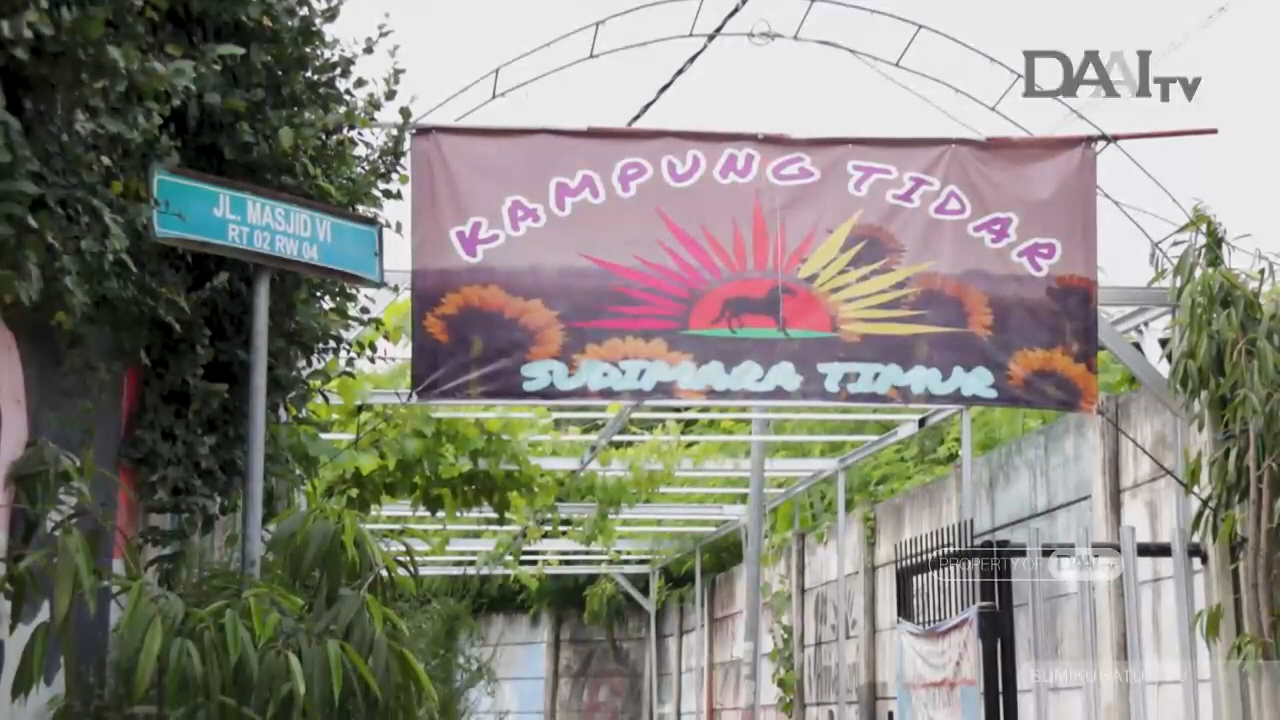 DAAI TV
KAMPUNG TIDAR
JL. MASJID VI
RT 02 RW 04
SUDIMARA TIMUR
PROPERTY OF DAAI TV
BUMIKU SATU